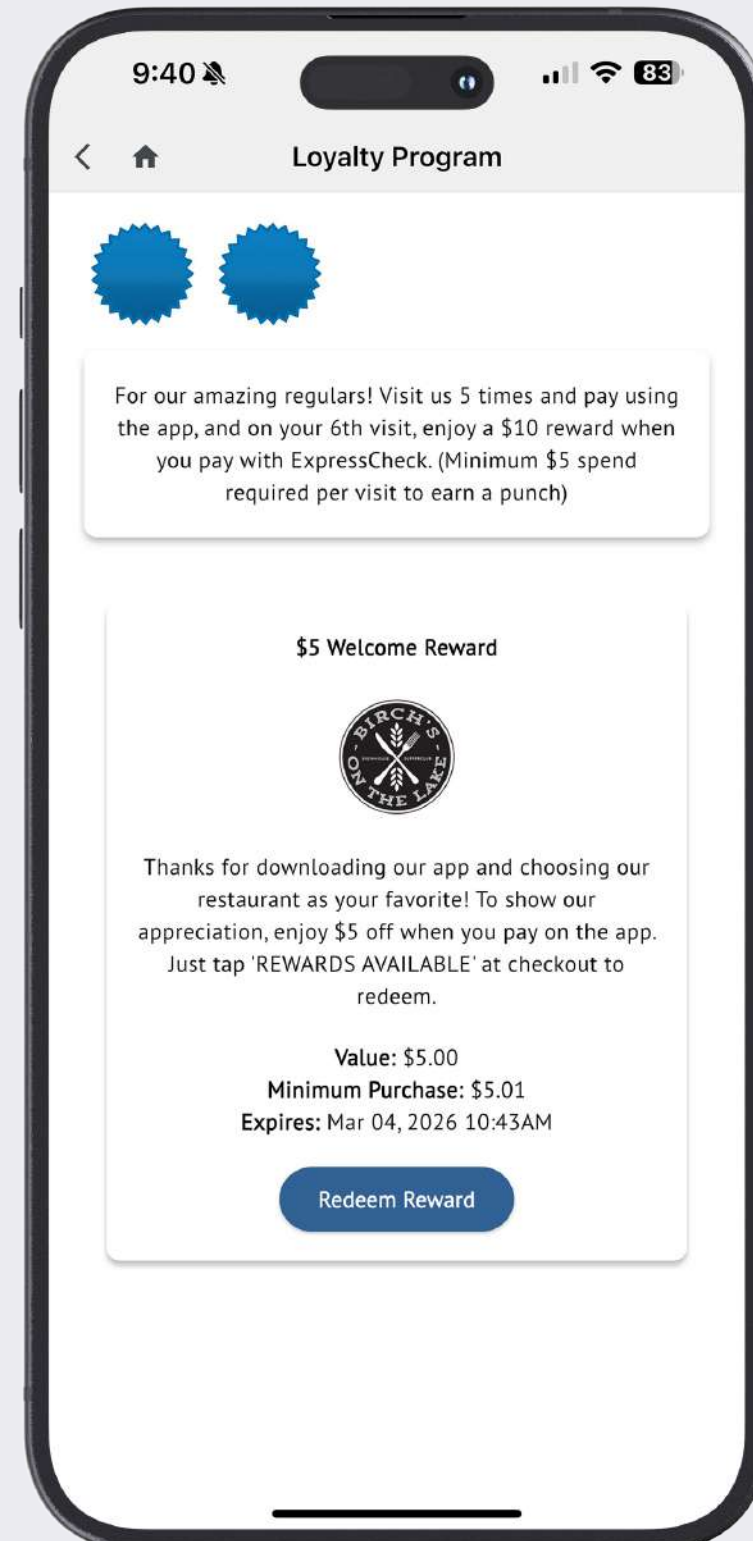 9:40
83
Loyalty Program
For our amazing regulars! Visit us 5 times and pay using
the app, and on your 6th visit, enjoy a $10 reward when
you pay with ExpressCheck. (Minimum $5 spend
required per visit to earn a punch)
$5 Welcome Reward
BIRCH'S
ON THE LAKE
Thanks for downloading our app and choosing our
restaurant as your favorite! To show our
appreciation, enjoy $5 off when you pay on the app.
Just tap 'REWARDS AVAILABLE' at checkout to
redeem.
Value: $5.00
Minimum Purchase: $5.01
Expires: Mar 04, 2026 10:43AM
Redeem Reward